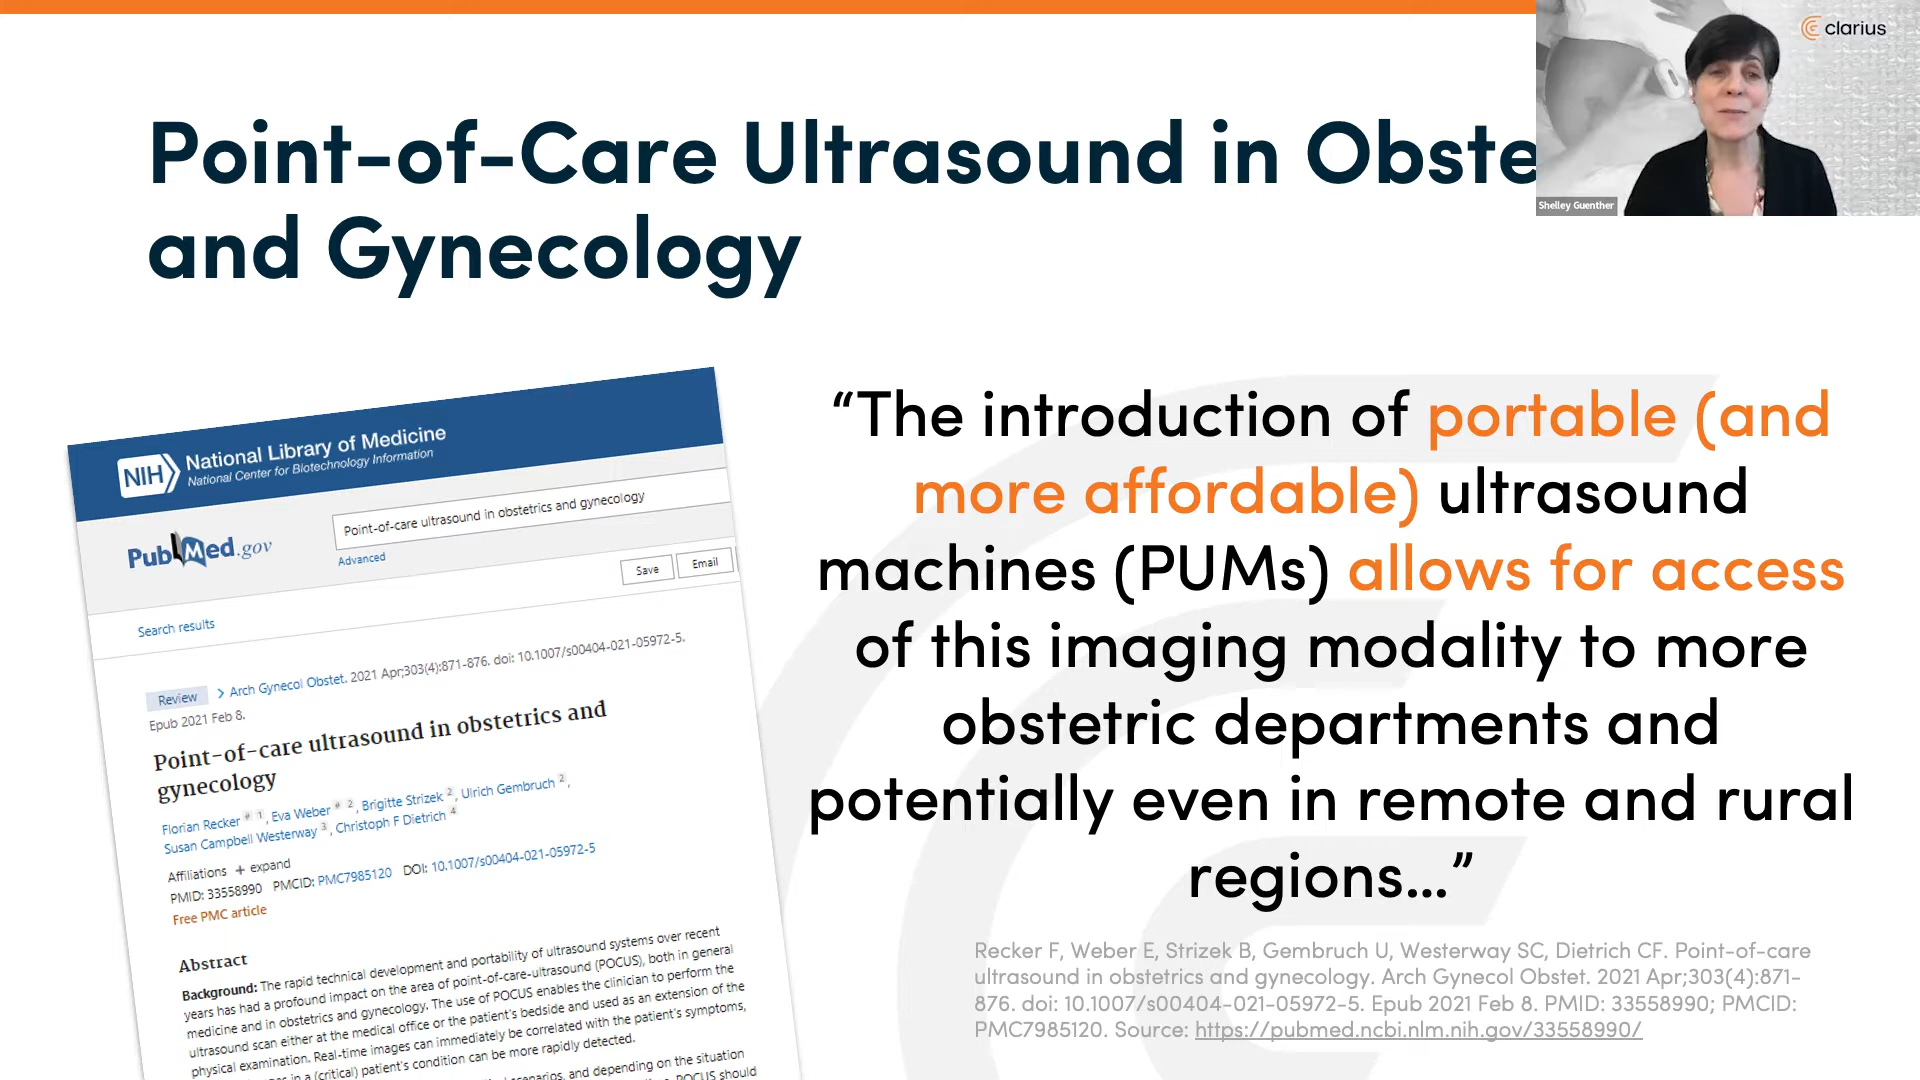 clarius
Shelley Guenther
Point-of-Care Ultrasound in Obste
and Gynecology
NIH
National Library of Medicine
National Center for Biotechnology Information
PubMed.gov
Point-of-care ultrasound in obstetrics and gynecology
Advanced
Save
Email
Search results
Review
Arch Gynecol Obstet. 2021 Apr;303(4):871-876. doi: 10.1007/s00404-021-05972-5.
Epub 2021 Feb 8.
Point-of-care ultrasound in obstetrics and
gynecology
Florian Recker # 1, Eva Weber # 2, Brigitte Strizek 2, Ulrich Gembruch 2,
Susan Campbell Westerway 3, Christoph F Dietrich 4
Affiliations + expand
PMID: 33558990 PMCID: PMC7985120 DOI: 10.1007/s00404-021-05972-5
Free PMC article
Abstract
Background: The rapid technical development and portability of ultrasound systems over recent
years has had a profound impact on the area of point-of-care-ultrasound (POCUS), both in general
medicine and in obstetrics and gynecology. The use of POCUS enables the clinician to perform the
ultrasound scan either at the medical office or the patient's bedside and used as an extension of the
physical examination. Real-time images can immediately be correlated with the patient's symptoms,
in a (critical) patient's condition can be more rapidly detected.
scenarios, and depending on the situation
POCUS should
“The introduction of portable (and
more affordable) ultrasound
machines (PUMs) allows for access
of this imaging modality to more
obstetric departments and
potentially even in remote and rural
regions...”
Recker F, Weber E, Strizek B, Gembruch U, Westerway SC, Dietrich CF. Point-of-care
ultrasound in obstetrics and gynecology. Arch Gynecol Obstet. 2021 Apr;303(4):871-
876. doi: 10.1007/s00404-021-05972-5. Epub 2021 Feb 8. PMID: 33558990; PMCID:
PMC7985120. Source: https://pubmed.ncbi.nlm.nih.gov/33558990/